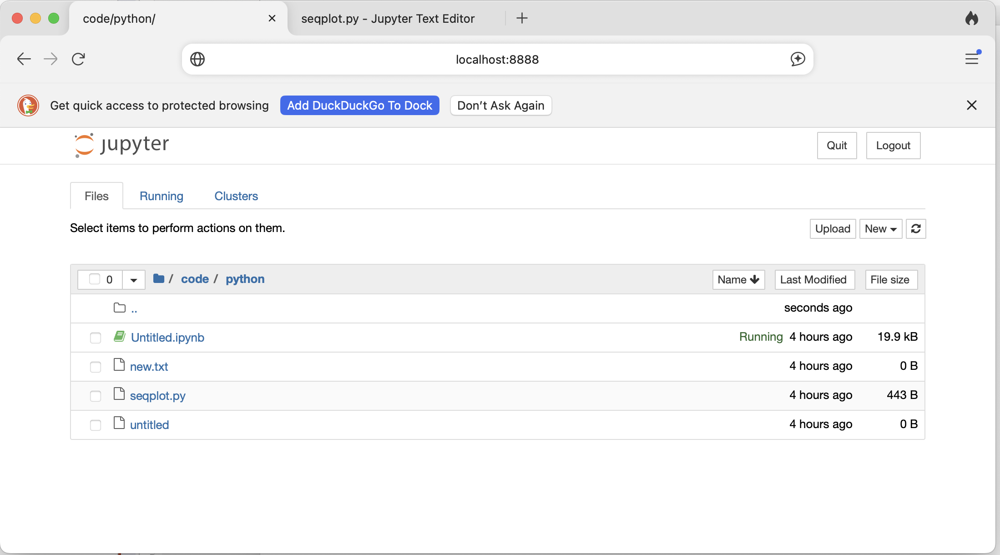 code/python/
seqplot.py - Jupyter Text Editor
localhost:8888
Get quick access to protected browsing
Add DuckDuckGo To Dock
Don’t Ask Again
jupyter
Quit
Logout
Files
Running
Clusters
Select items to perform actions on them.
Upload
New
0
/ code / python
Name
Last Modified
File size
..
seconds ago
Untitled.ipynb
Running 4 hours ago
19.9 kB
new.txt
4 hours ago
0 B
seqplot.py
4 hours ago
443 B
untitled
4 hours ago
0 B